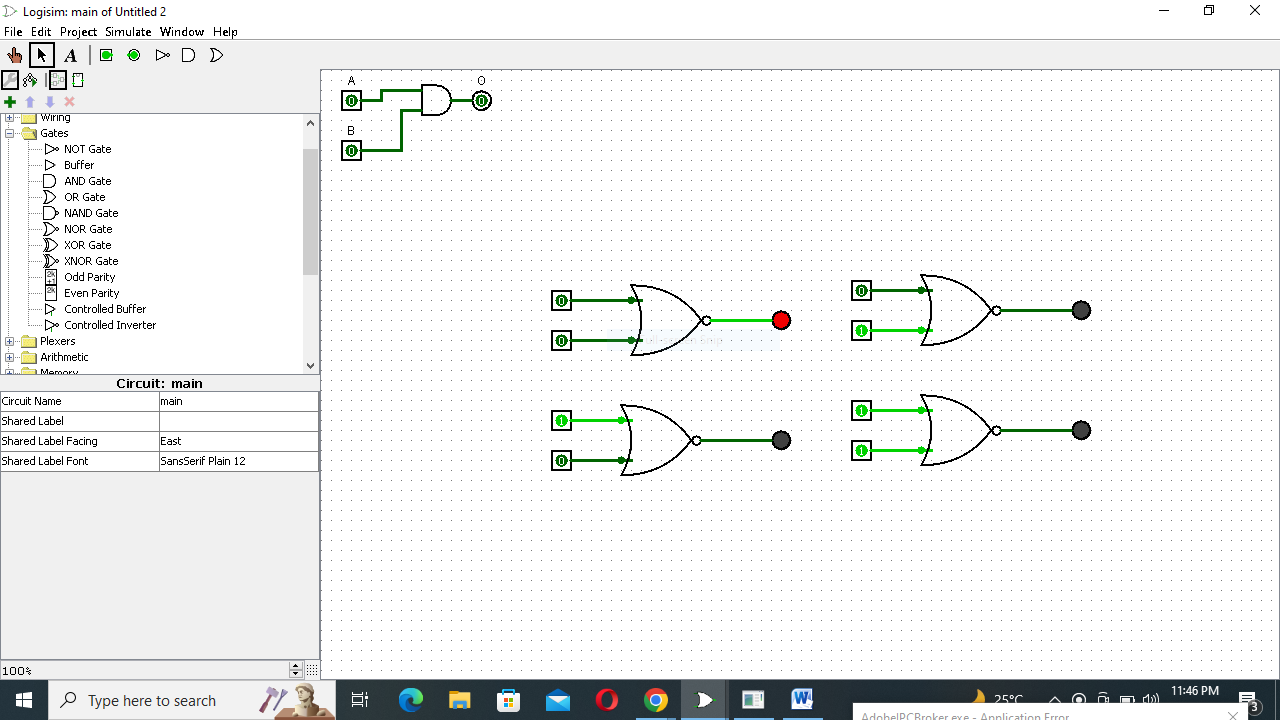 Logisim: main of Untitled 2
File Edit Project Simulate Window Help
A
Wiring
Gates
NOT Gate
Buffer
AND Gate
OR Gate
NAND Gate
NOR Gate
XOR Gate
XNOR Gate
Odd Parity
Even Parity
Controlled Buffer
Controlled Inverter
Plexers
Arithmetic
Memory
Circuit: main
Circuit Name main
Shared Label
Shared Label Facing East
Shared Label Font SansSerif Plain 12
100%
A O
0 0
B
0
0 0
0 1
1 1
0 1
Type here to search
25°C
11:46 PM
3
AdobeIPCBroker.exe - Application Error